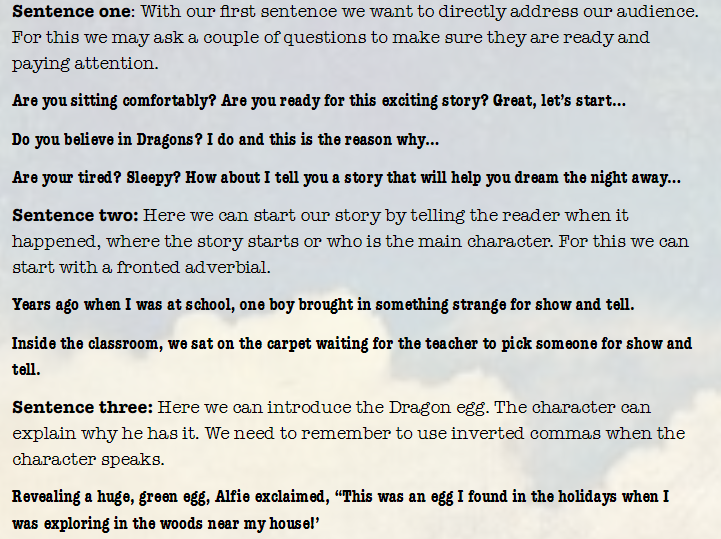 Sentence one: With our first sentence we want to directly address our audience.
For this we may ask a couple of questions to make sure they are ready and
paying attention.
Are you sitting comfortably? Are you ready for this exciting story? Great, let's start...
Do you believe in Dragons? I do and this is the reason why...
Are your tired? Sleepy? How about I tell you a story that will help you dream the night away...
Sentence two: Here we can start our story by telling the reader when it
happened, where the story starts or who is the main character. For this we can
start with a fronted adverbial.
Years ago when I was at school, one boy brought in something strange for show and tell.
Inside the classroom, we sat on the carpet waiting for the teacher to pick someone for show and
tell.
Sentence three: Here we can introduce the Dragon egg. The character can
explain why he has it. We need to remember to use inverted commas when the
character speaks.
Revealing a huge, green egg, Alfie exclaimed, “This was an egg I found in the holidays when I
was exploring in the woods near my house!’